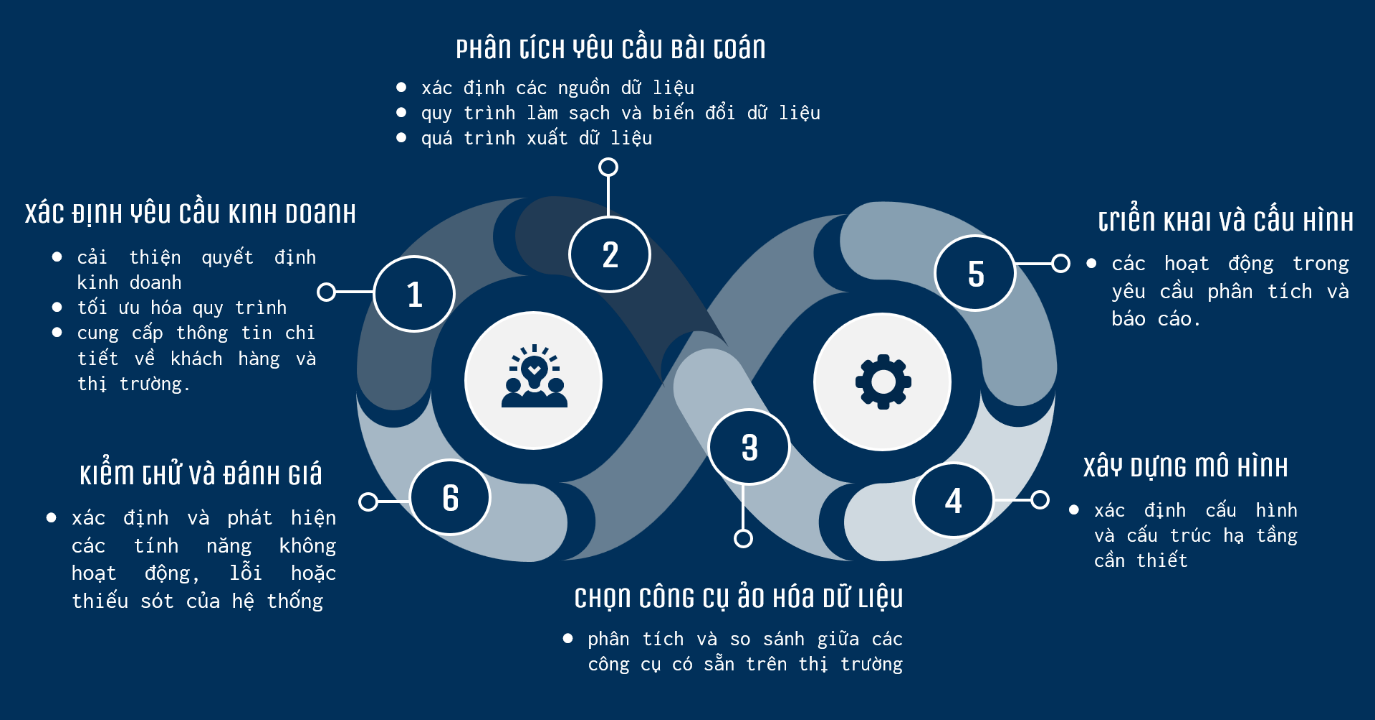 PHÂN TÍCH YÊU CẦU BÀI TOÁN
xác định các nguồn dữ liệu
quy trình làm sạch và biến đổi dữ liệu
quá trình xuất dữ liệu
2
XÁC ĐỊNH YÊU CẦU KINH DOANH
cải thiện quyết định
kinh doanh
tối ưu hóa quy trình
cung cấp thông tin chi
tiết về khách hàng và
thị trường.
1
TRIỂN KHAI VÀ CẤU HÌNH
các hoạt động trong
yêu cầu phân tích và
báo cáo.
5
KIỂM THỬ VÀ ĐÁNH GIÁ
xác định và phát hiện
các tính năng không
hoạt động, lỗi hoặc
thiếu sót của hệ thống
6
3
4
XÂY DỰNG MÔ HÌNH
xác định cấu hình
và cấu trúc hạ tầng
cần thiết
CHỌN CÔNG CỤ ẢO HÓA DỮ LIỆU
phân tích và so sánh giữa các
công cụ có sẵn trên thị trường